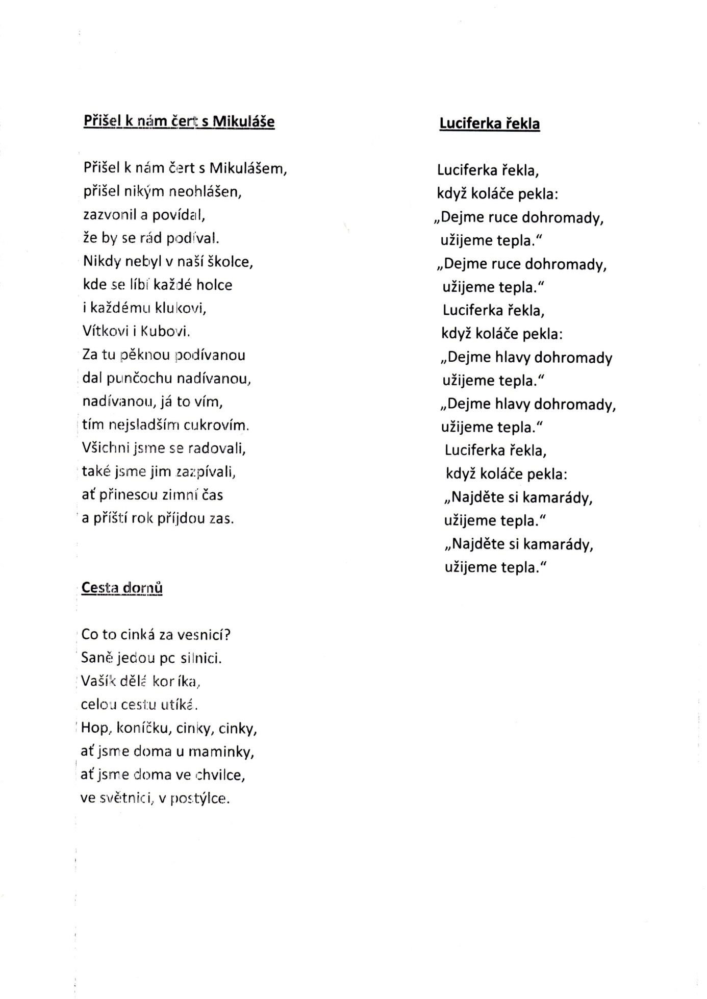 Přišel k nám čert s Mikuláše
Přišel k nám čert s Mikulášem,
přišel nikým neohlášen,
zazvonil a povídal,
že by se rád podíval.
Nikdy nebyl v naší školce,
kde se líbí každé holce
i každému klukovi,
Vítkovi i Kubovi.
Za tu pěknou podívanou
dal punčochu nadívanou,
nadívanou, já to vím,
tím nejsladším cukrovím.
Všichni jsme se radovali,
také jsme jim zazpívali,
ať přinesou zimní čas
a příští rok příjdou zas.
Cesta domů
Co to cinká za vesnicí?
Saně jedou po silnici.
Vašík dělá koníka,
celou cestu utíká.
Hop, koníčku, cinky, cinky,
ať jsme doma u maminky,
ať jsme doma ve chvilce,
ve světnici, v postýlce.
Luciferka řekla
Luciferka řekla,
když koláče pekla:
„Dejme ruce dohromady,
užijeme tepla.“
„Dejme ruce dohromady,
užijeme tepla.“
Luciferka řekla,
když koláče pekla:
„Dejme hlavy dohromady
užijeme tepla.“
„Dejme hlavy dohromady,
užijeme tepla.“
Luciferka řekla,
když koláče pekla:
„Najděte si kamarády,
užijeme tepla.“
„Najděte si kamarády,
užijeme tepla.“